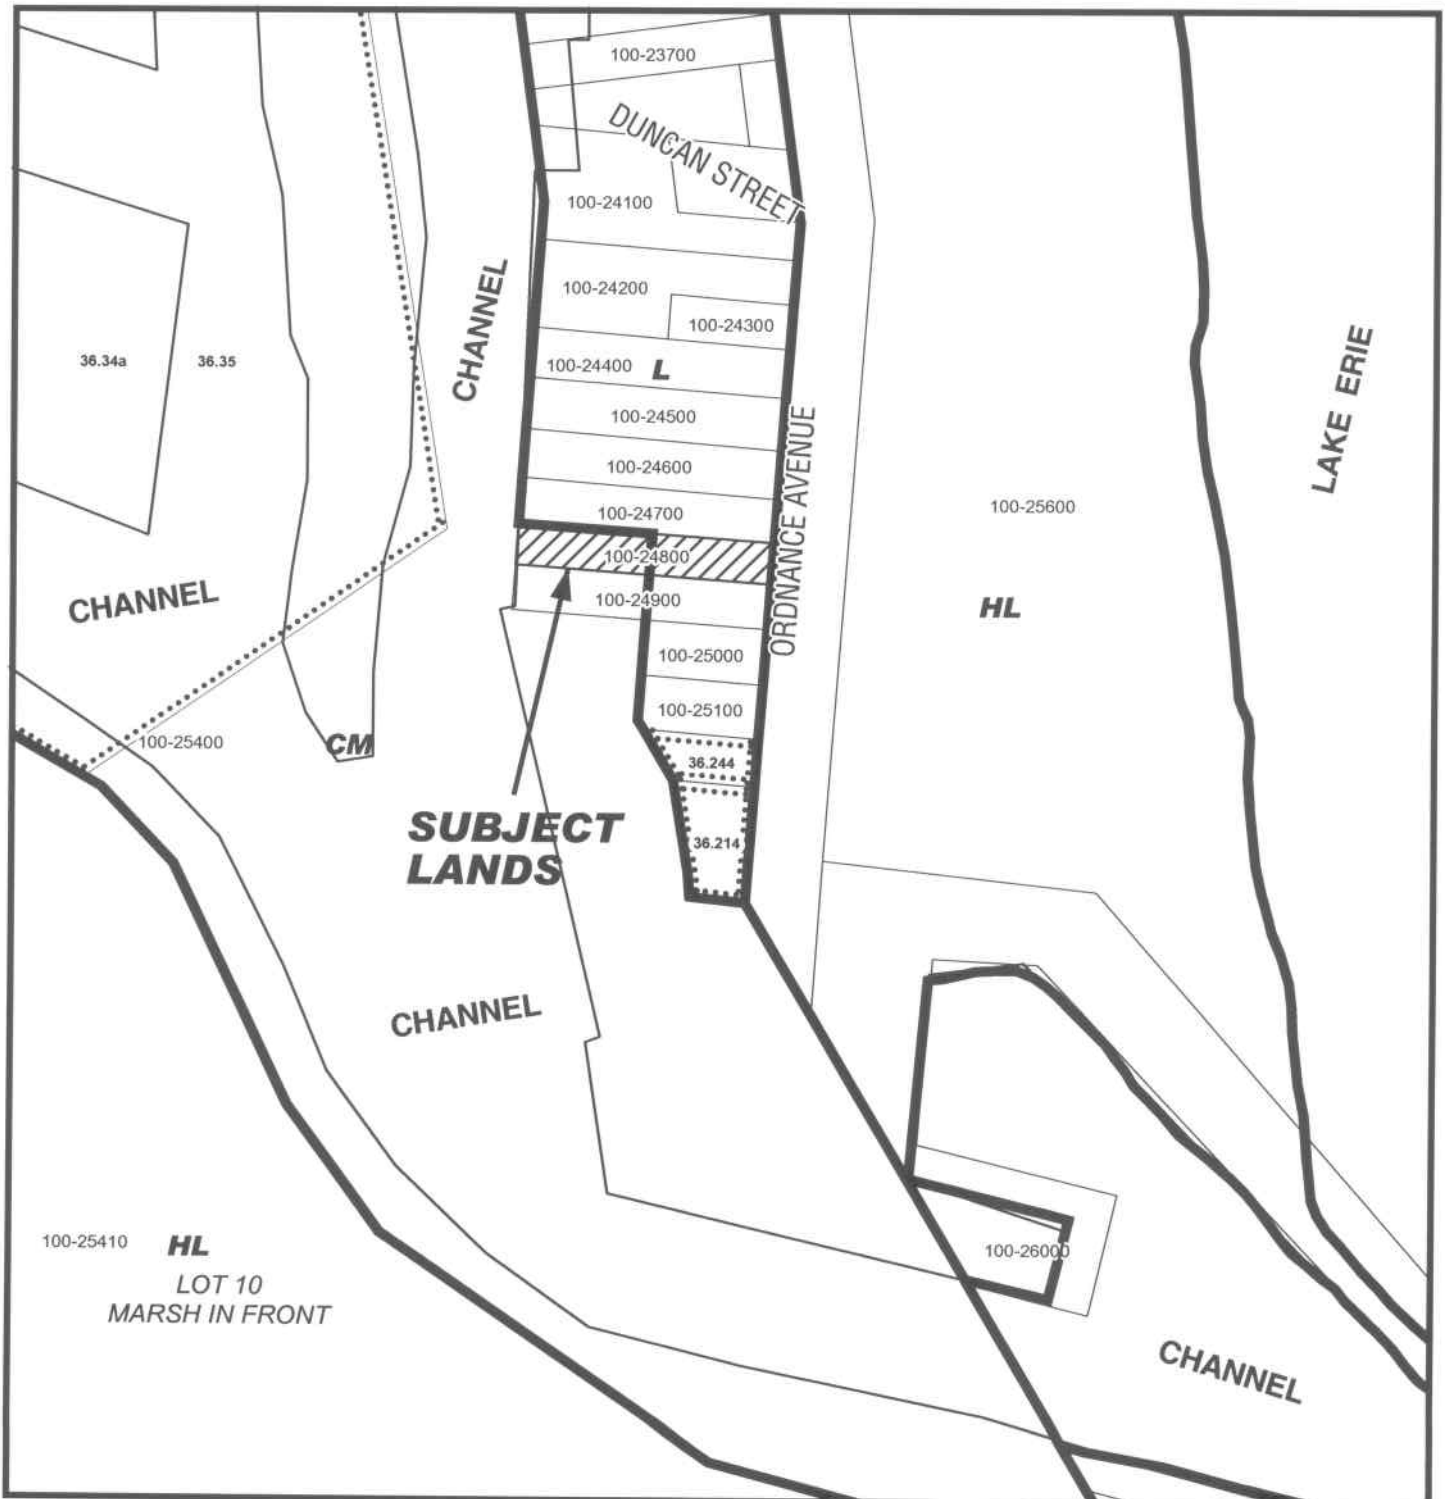 100-23700
DUNCAN STREET
100-24100
CHANNEL
100-24200
100-24300
LAKE ERIE
36.34a
36.35
100-24400
L
100-24500
100-24600
ORDNANCE AVENUE
100-24700
100-25600
100-24800
CHANNEL
100-24900
HL
100-25000
100-25100
100-25400
CM
36.244
SUBJECT
LANDS
36.214
CHANNEL
100-25410
HL
LOT 10
MARSH IN FRONT
100-26000
CHANNEL